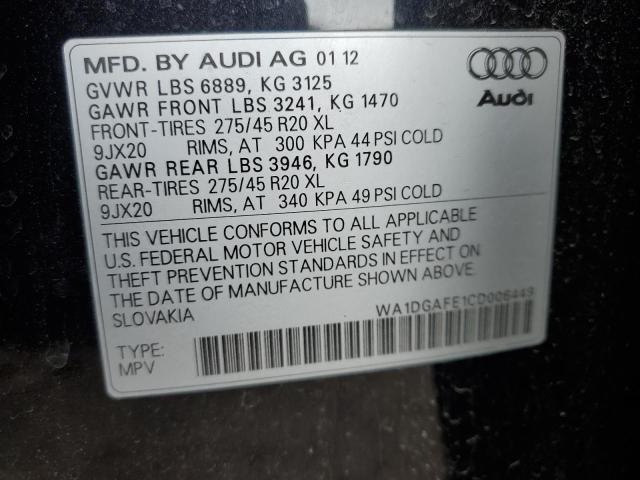 MFD. BY AUDI AG 01 12
GVWR LBS 6889, KG 3125
GAWR FRONT LBS 3241, KG 1470
FRONT-TIRES 275/45 R20 XL
9JX20 RIMS, AT 300 KPA 44 PSI COLD
GAWR REAR LBS 3946, KG 1790
REAR-TIRES 275/45 R20 XL
9JX20 RIMS, AT 340 KPA 49 PSI COLD
Audi
THIS VEHICLE CONFORMS TO ALL APPLICABLE
U.S. FEDERAL MOTOR VEHICLE SAFETY AND
THEFT PREVENTION STANDARDS IN EFFECT ON
THE DATE OF MANUFACTURE SHOWN ABOVE.
SLOVAKIA
WA1DGAFE1CD006449
TYPE:
MPV